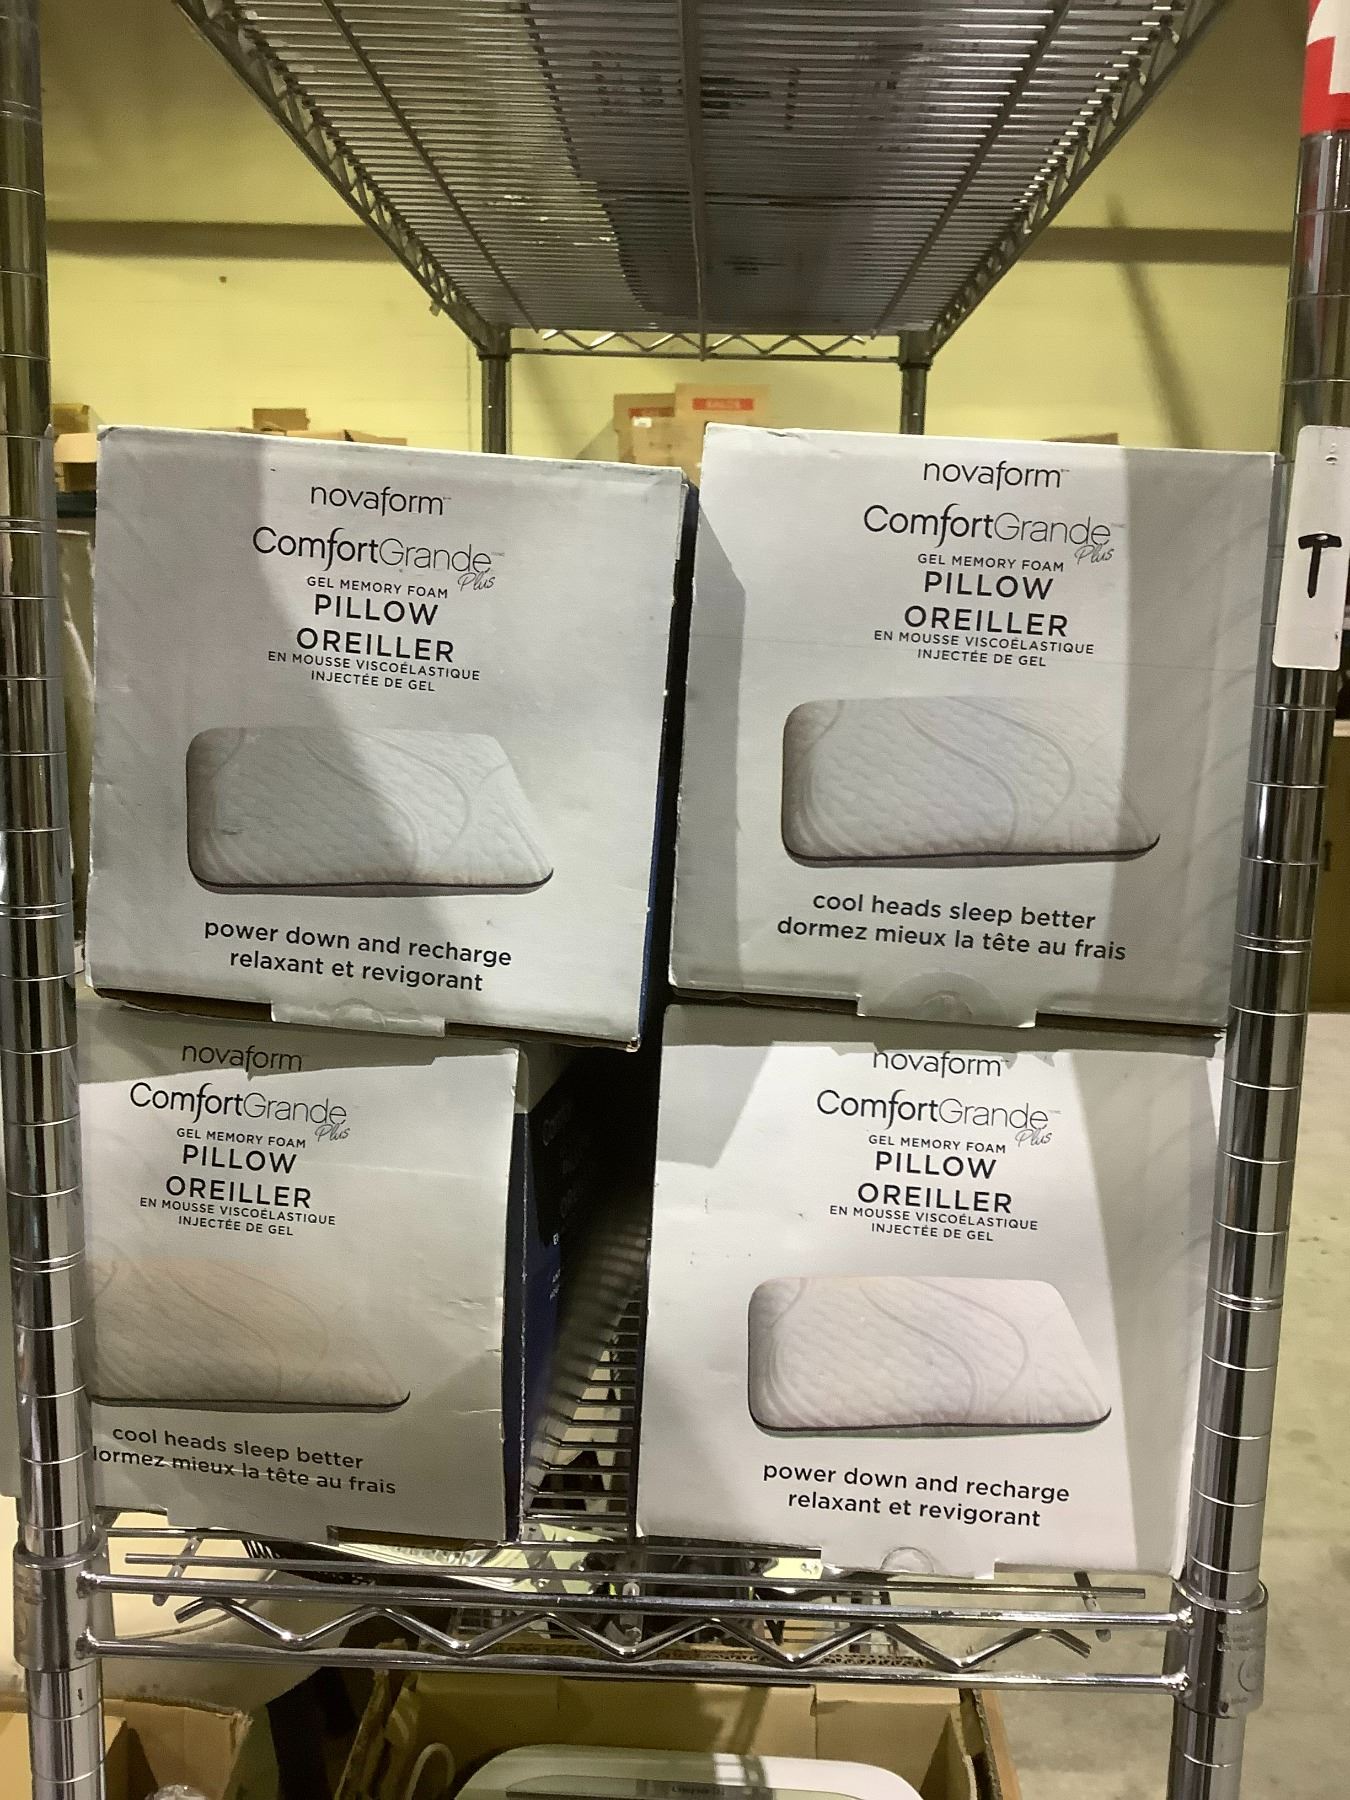 novaform™
ComfortGrande
Plus
GEL MEMORY FOAM
PILLOW
OREILLER
EN MOUSSE VISCOÉLASTIQUE
INJECTÉE DE GEL
power down and recharge
relaxant et revigorant
novaform™
ComfortGrande
Plus
GEL MEMORY FOAM
PILLOW
OREILLER
EN MOUSSE VISCOÉLASTIQUE
INJECTÉE DE GEL
cool heads sleep better
dormez mieux la tête au frais
T
novaform
ComfortGrande
Plus
GEL MEMORY FOAM
PILLOW
OREILLER
EN MOUSSE VISCOÉLASTIQUE
INJECTÉE DE GEL
cool heads sleep better
lormez mieux la tête au frais
novaform™
ComfortGrande
Plus
GEL MEMORY FOAM
PILLOW
OREILLER
EN MOUSSE VISCOÉLASTIQUE
INJECTÉE DE GEL
power down and recharge
relaxant et revigorant